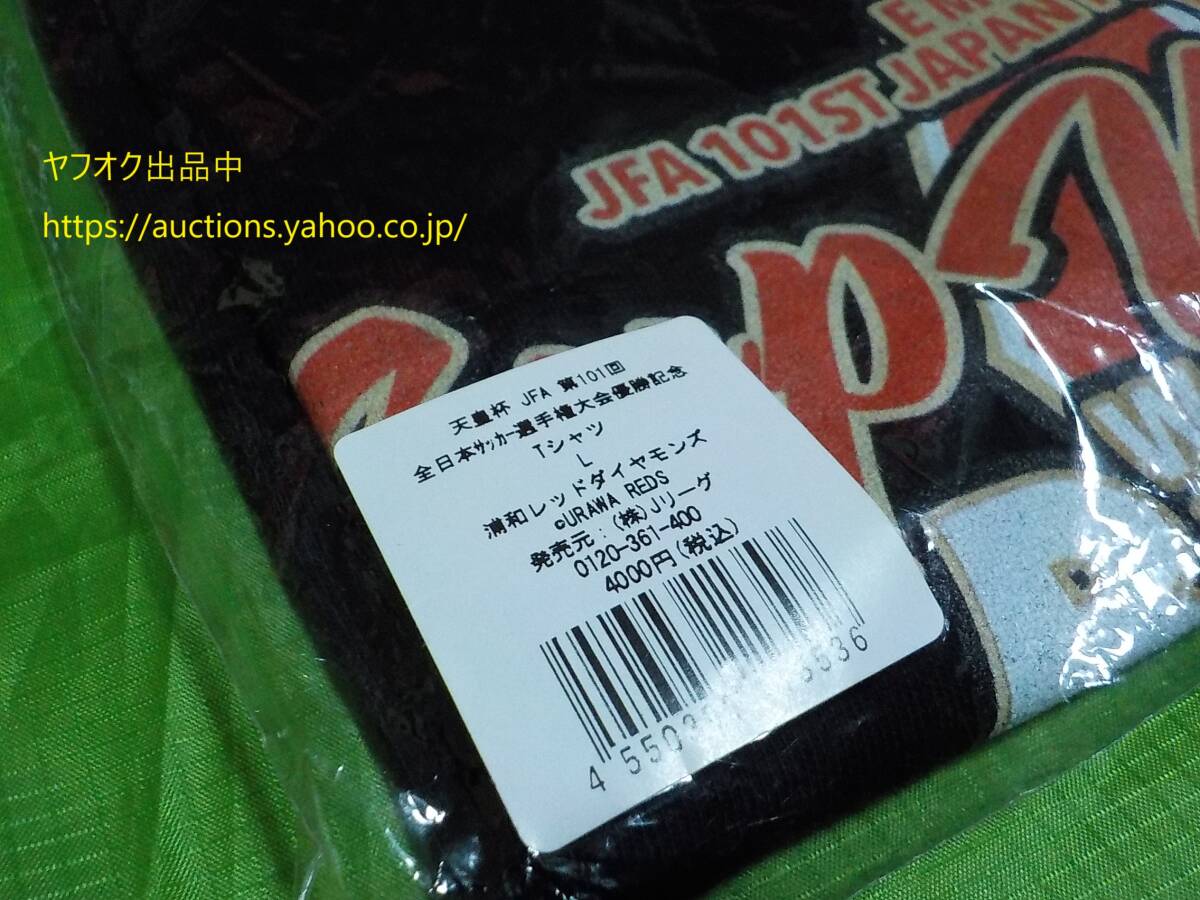 ヤフオク出品中
https://auctions.yahoo.co.jp/
JFA 101ST JAPAN
天皇杯 JFA 第101回
全日本サッカー選手権大会優勝記念
Tシャツ
L
浦和レッドダイヤモンズ
©URAWA REDS
発売元:(株)Jリーグ
0120-361-400
4000円(税込)